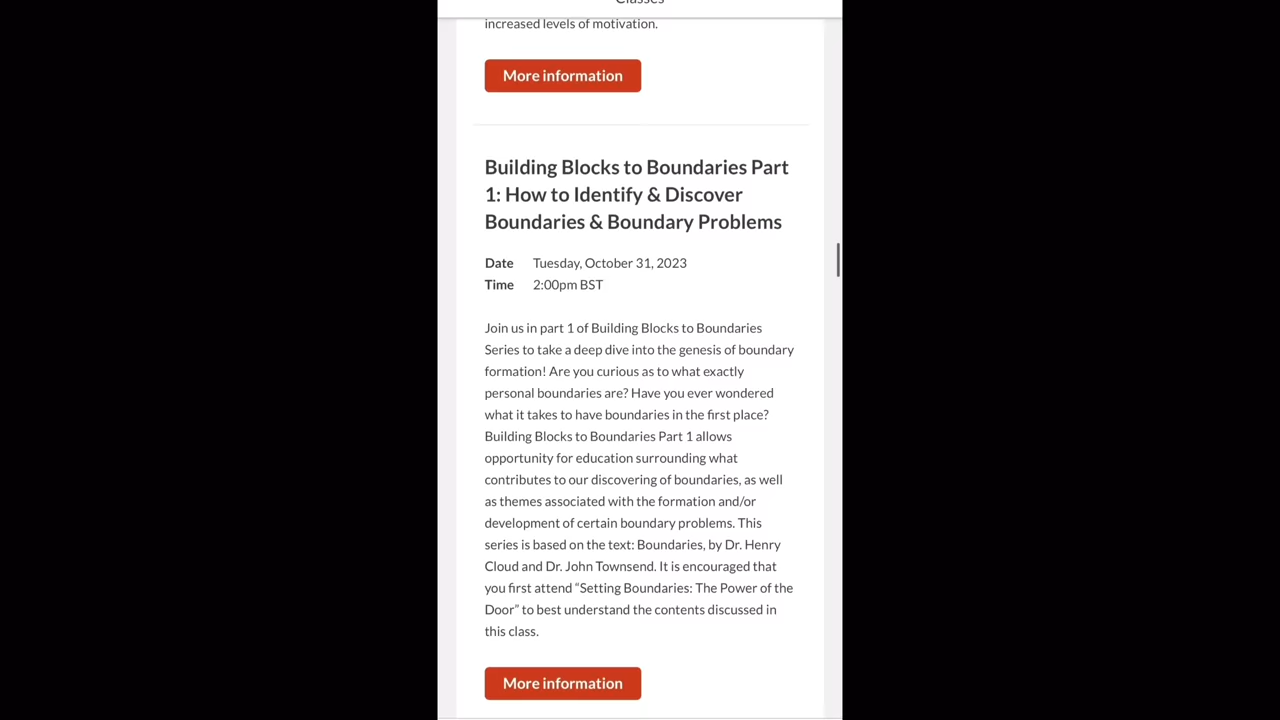 Classes
increased levels of motivation.
More information
Building Blocks to Boundaries Part
1: How to Identify & Discover
Boundaries & Boundary Problems
Date Tuesday, October 31, 2023
Time 2:00pm BST
Join us in part 1 of Building Blocks to Boundaries
Series to take a deep dive into the genesis of boundary
formation! Are you curious as to what exactly
personal boundaries are? Have you ever wondered
what it takes to have boundaries in the first place?
Building Blocks to Boundaries Part 1 allows
opportunity for education surrounding what
contributes to our discovering of boundaries, as well
as themes associated with the formation and/or
development of certain boundary problems. This
series is based on the text: Boundaries, by Dr. Henry
Cloud and Dr. John Townsend. It is encouraged that
you first attend “Setting Boundaries: The Power of the
Door” to best understand the contents discussed in
this class.
More information